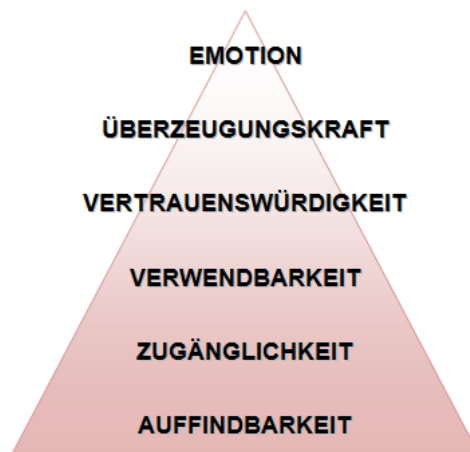 EMOTION
ÜBERZEUGUNGSKRAFT
VERTRAUENSWÜRDIGKEIT
VERWENDBARKEIT
ZUGÄNGLICHKEIT
AUFFINDBARKEIT